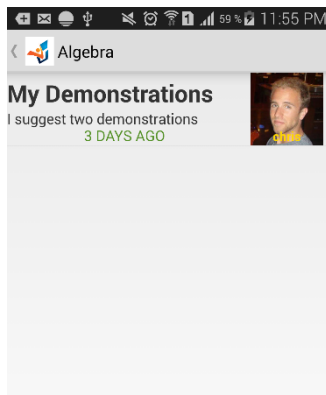 59 % 11:55 PM
Algebra
My Demonstrations
I suggest two demonstrations
3 DAYS AGO
chris